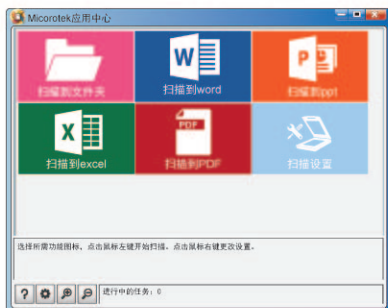 Micorotek应用中心
扫描到文件夹
W
扫描到word
P
扫描到ppt
X
扫描到excel
PDF
扫描到PDF
扫描设置
选择所需功能图标，点击鼠标左键开始扫描，点击鼠标右键更改设置。
?
进行中的任务：0